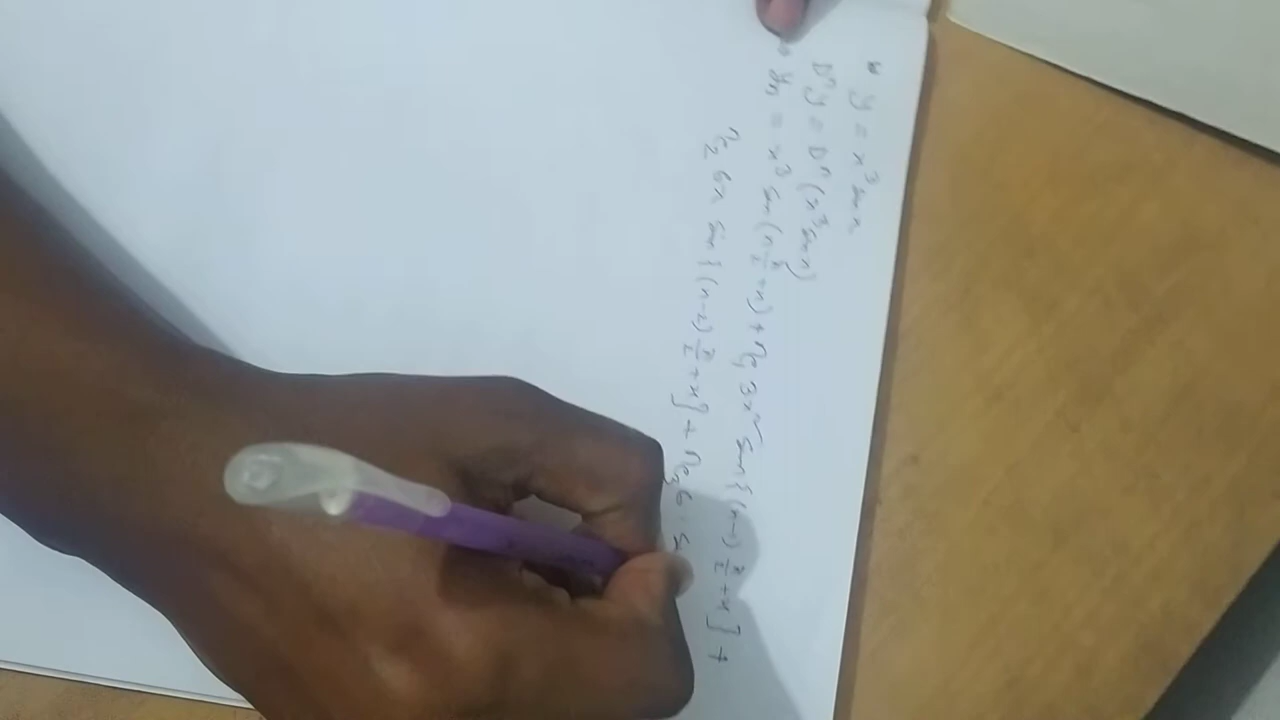 * y = x³ sin x
Dⁿy = Dⁿ(x³ sin x)
⇒ yₙ = x³ sin(n π/2 + x) + ⁿC₁ 3x² sin{(n-1) π/2 + x} +
ⁿC₂ 6x sin{(n-2) π/2 + x} + ⁿC₃ 6 · s